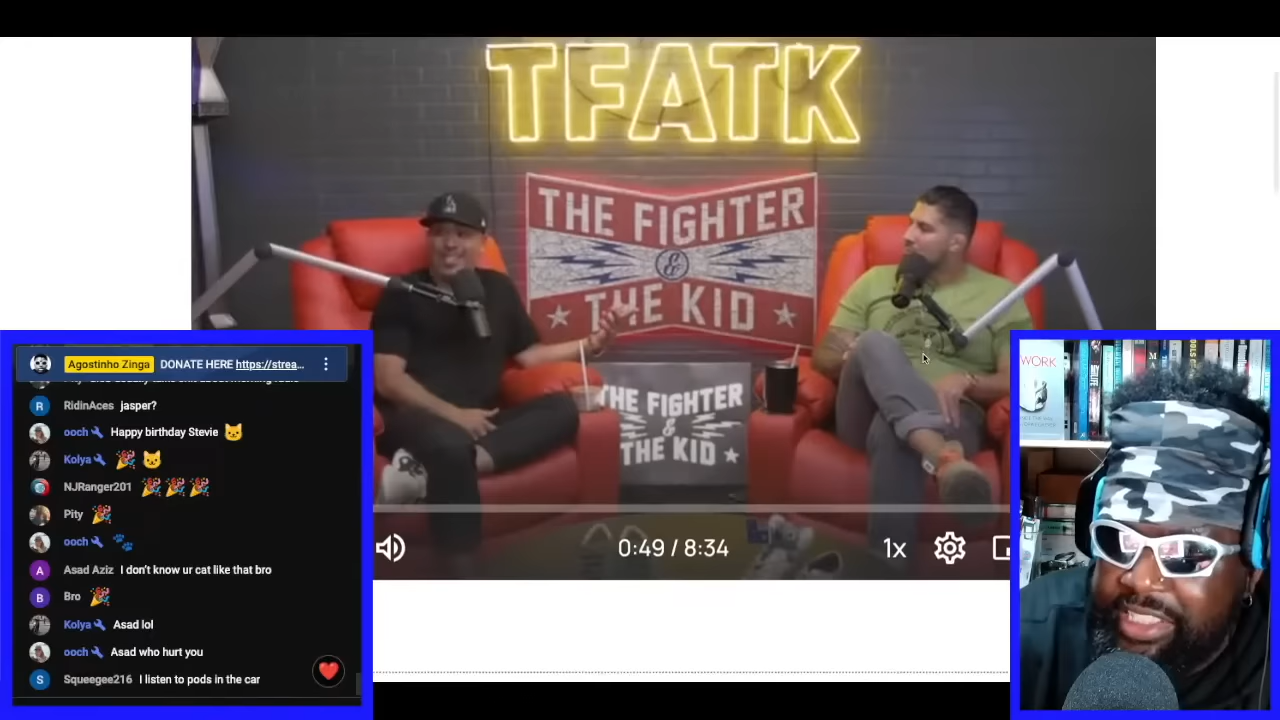 TFATK
THE FIGHTER
&
THE KID
THE FIGHTER
&
THE KID
WORK
0:49 / 8:34
1x
Agostinho Zinga DONATE HERE https://strea...
RidinAces jasper?
ooch Happy birthday Stevie 🐱
Kolya 🎉 🐱
NJRanger201 🎉 🎉 🎉
Pity 🎉
ooch 🐾
A Asad Aziz I don't know ur cat like that bro
B Bro 🎉
Kolya Asad lol
ooch Asad who hurt you
S Squeegee216 I listen to pods in the car